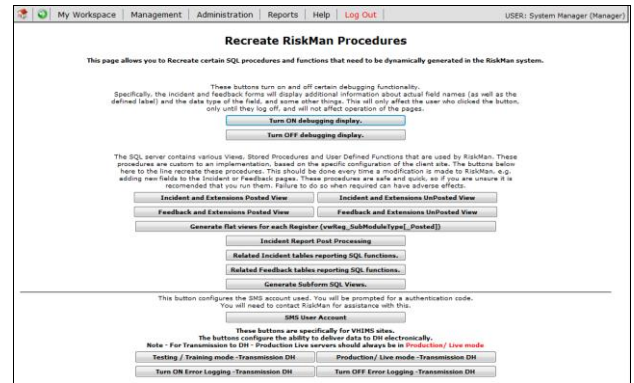 My Workspace Management Administration Reports Help Log Out USER: System Manager (Manager)
Recreate RiskMan Procedures
This page allows you to Recreate certain SQL procedures and functions that need to be dynamically generated in the RiskMan system.
These buttons turn on and off certain debugging functionality.
Specifically, the incident and feedback forms will display additional information about actual field names (as well as the
defined label) and the data type of the field, and some other things. This will only affect the user who clicked the button,
only until they log off, and will not affect operation of the pages.
Turn ON debugging display.
Turn OFF debugging display.
The SQL server contains various Views, Stored Procedures and User Defined Functions that are used by RiskMan. These
procedures are custom to an implementation, based on the specific configuration of the client site. The buttons below
here to the line recreate these procedures. This should be done every time a modification is made to RiskMan, e.g.
adding new fields to the Incident or Feedback pages. These procedures are safe and quick, so if you are unsure it is
recomended that you run them. Failure to do so when required can have adverse effects.
Incident and Extensions Posted View Incident and Extensions UnPosted View
Feedback and Extensions Posted View Feedback and Extensions UnPosted View
Generate flat views for each Register (vwReg_SubModuleType[_Posted])
Incident Report Post Processing
Related Incident tables reporting SQL functions.
Related Feedback tables reporting SQL functions.
Generate Subform SQL Views.
This button configures the SMS account used. You will be prompted for a authentication code.
You will need to contact RiskMan for assistance with this.
SMS User Account
These buttons are specifically for VHIMS sites.
The buttons configure the ability to deliver data to DH electronically.
Note - For Transmission to DH - Production Live servers should always be in Production/ Live mode
Testing / Training mode -Transmission DH Production/ Live mode -Transmission DH
Turn ON Error Logging -Transmission DH Turn OFF Error Logging -Transmission DH